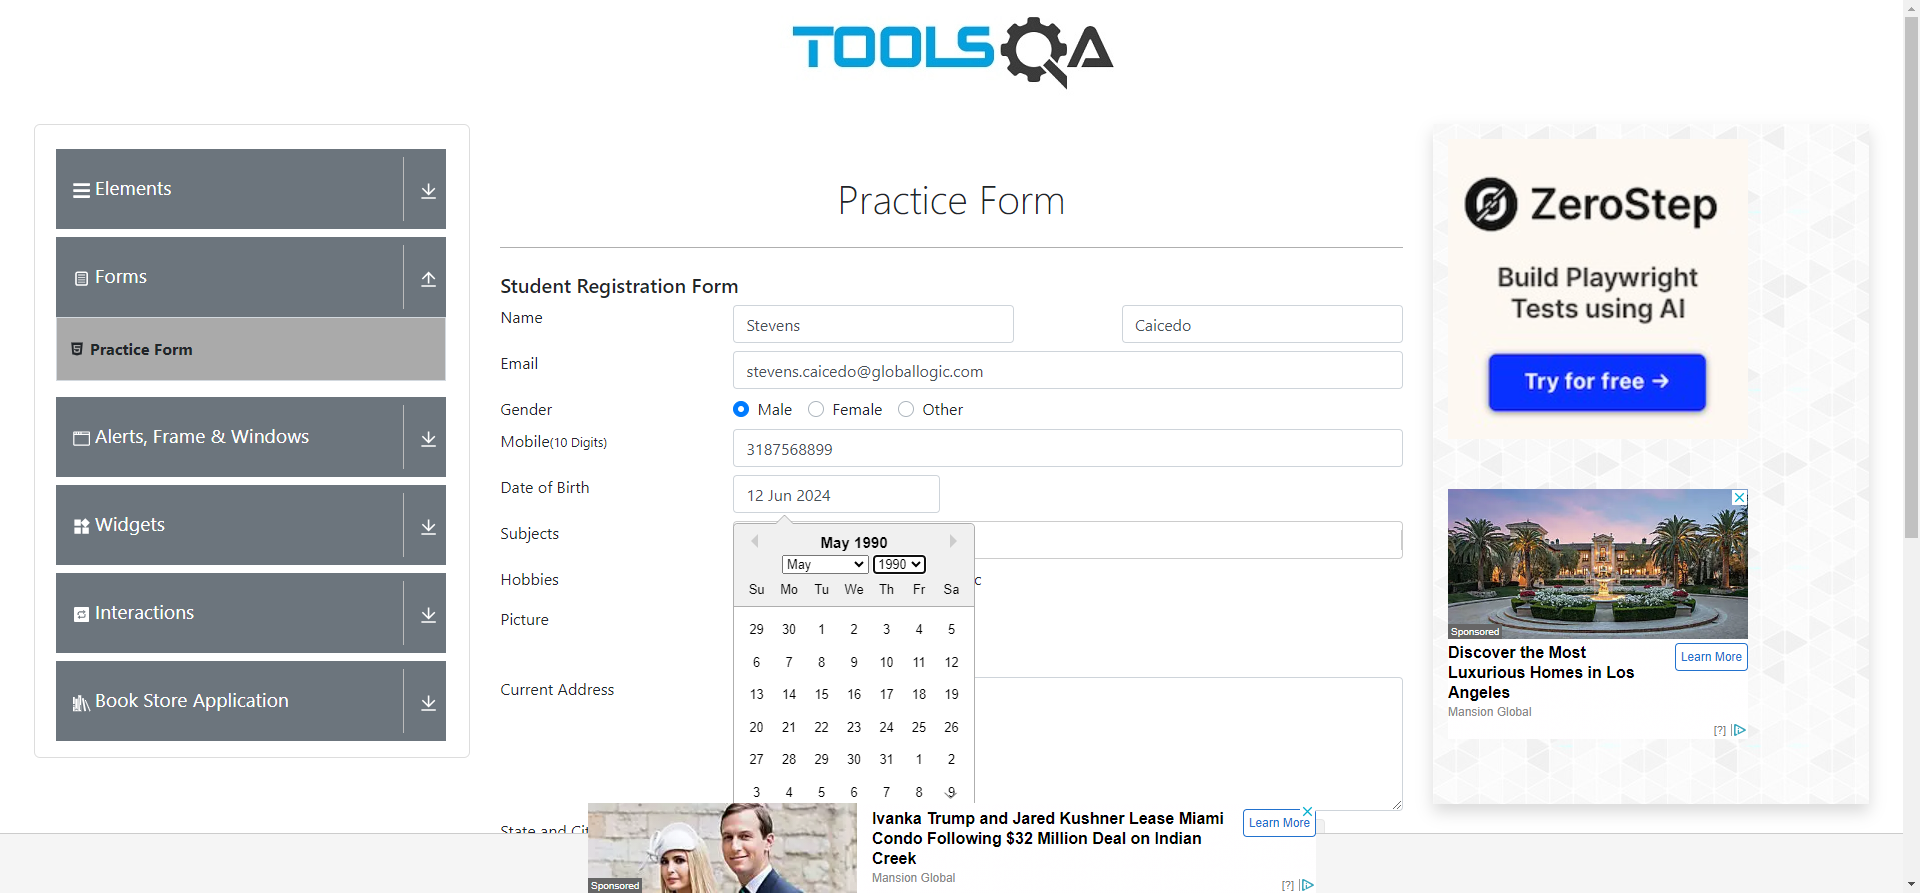 TOOLSQA
Elements
Forms
Practice Form
Alerts, Frame & Windows
Widgets
Interactions
Book Store Application
Practice Form
Student Registration Form
Name
Stevens
Caicedo
Email
stevens.caicedo@globallogic.com
Gender
Male
Female
Other
Mobile(10 Digits)
3187568899
Date of Birth
12 Jun 2024
Subjects
May 1990
May
1990
Su Mo Tu We Th Fr Sa
29 30 1 2 3 4 5
6 7 8 9 10 11 12
13 14 15 16 17 18 19
20 21 22 23 24 25 26
27 28 29 30 31 1 2
3 4 5 6 7 8 9
Hobbies
c
Picture
Current Address
State and Cit
ZeroStep
Build Playwright
Tests using AI
Try for free →
Sponsored
Discover the Most
Luxurious Homes in Los
Angeles
Mansion Global
Learn More
[?]
Sponsored
Ivanka Trump and Jared Kushner Lease Miami
Condo Following $32 Million Deal on Indian
Creek
Mansion Global
Learn More
[?]